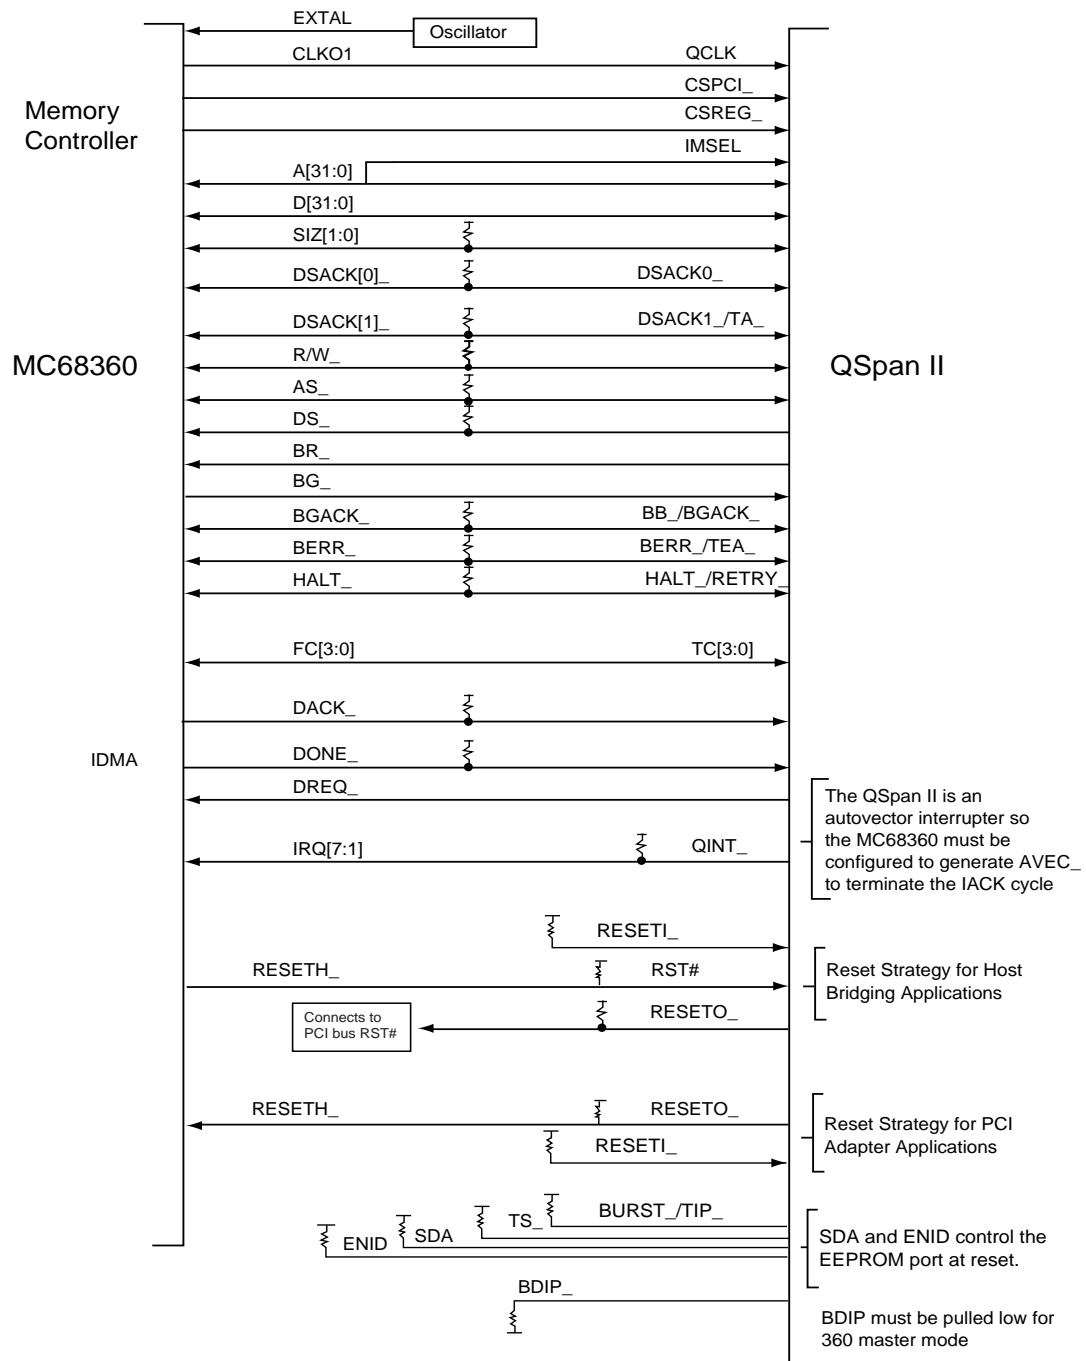 EXTAL
Oscillator
CLKO1 QCLK
CSPCI_
Memory
Controller
CSREG_
IMSEL
A[31:0]
D[31:0]
SIZ[1:0]
DSACK[0]_ DSACK0_
DSACK[1]_ DSACK1_/TA_
MC68360
R/W_
QSpan II
AS_
DS_
BR_
BG_
BGACK_ BB_/BGACK_
BERR_ BERR_/TEA_
HALT_ HALT_/RETRY_
FC[3:0] TC[3:0]
DACK_
IDMA
DONE_
DREQ_
The QSpan II is an
autovector interrupter so
the MC68360 must be
configured to generate AVEC_
to terminate the IACK cycle
IRQ[7:1] QINT_
RESETI_
RESETH_ RST#
Reset Strategy for Host
Bridging Applications
Connects to
PCI bus RST#
RESETO_
RESETH_ RESETO_
Reset Strategy for PCI
Adapter Applications
RESETI_
BURST_/TIP_
TS_
SDA
ENID
SDA and ENID control the
EEPROM port at reset.
BDIP_
BDIP must be pulled low for
360 master mode